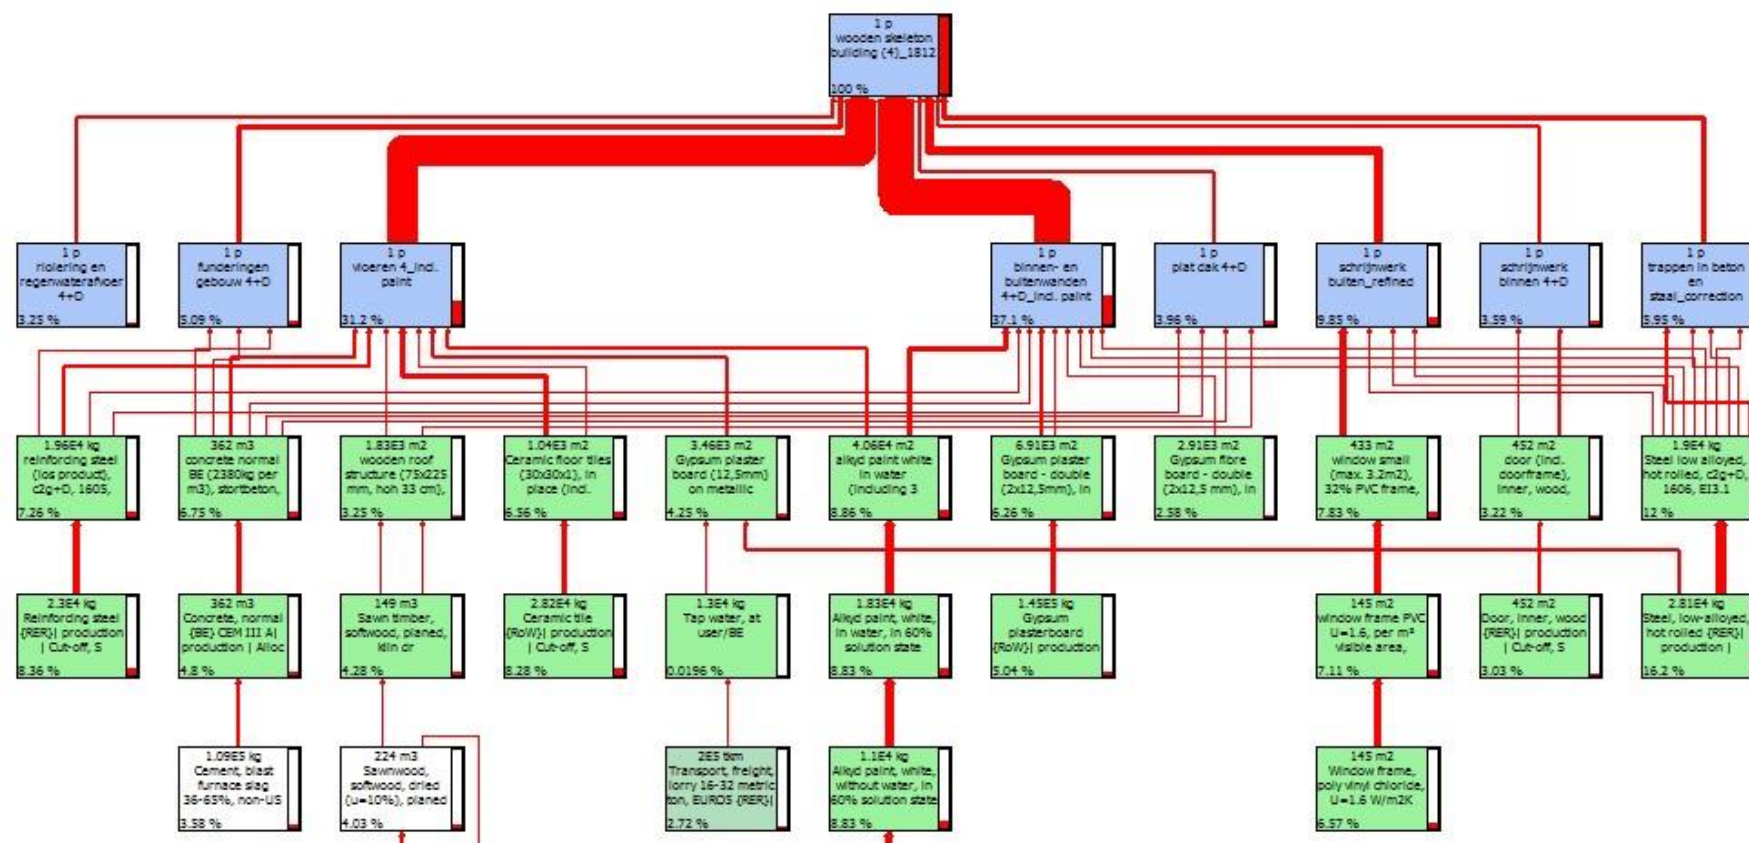 1 p
wooden skeleton
building (4)_1812
100 %
1 p
riolering en
regenwaterafvoer
4+D
3.25 %
1 p
funderingen
gebouw 4+D
5.09 %
1 p
vloeren 4_incl.
paint
31.2 %
1 p
binnen- en
buitenwanden
4+D_incl. paint
37.1 %
1 p
plat dak 4+D
3.96 %
1 p
schrijnwerk
buiten_refined
9.85 %
1 p
schrijnwerk
binnen 4+D
3.59 %
1 p
trappen in beton
en
staal_correction
5.95 %
1.96E4 kg
reinforcing steel
(los product),
c2g+D, 1605,
7.26 %
362 m3
concrete normal
BE (2380kg per
m3), stortbeton,
6.75 %
1.83E3 m2
wooden roof
structure (75x225
mm, hoh 33 cm),
3.25 %
1.04E3 m2
Ceramic floor tiles
(30x30x1), in
place (incl.
6.56 %
3.46E3 m2
Gypsum plaster
board (12,5mm)
on metallic
4.25 %
4.06E4 m2
alkyd paint white
in water
(including 3
8.86 %
6.91E3 m2
Gypsum plaster
board - double
(2x12,5mm), in
6.26 %
2.91E3 m2
Gypsum fibre
board - double
(2x12,5 mm), in
2.58 %
433 m2
window small
(max. 3.2m2),
32% PVC frame,
7.83 %
452 m2
door (incl.
doorframe),
inner, wood,
3.22 %
1.9E4 kg
Steel low alloyed,
hot rolled, c2g+D,
1606, EI3.1
12 %
2.3E4 kg
Reinforcing steel
{RER}| production
| Cut-off, S
8.36 %
362 m3
Concrete, normal
{BE} CEM III A|
production | Alloc
4.8 %
149 m3
Sawn timber,
softwood, planed,
kiln dr
4.28 %
2.82E4 kg
Ceramic tile
{RoW}| production
| Cut-off, S
8.28 %
1.3E4 kg
Tap water, at
user/BE
0.0196 %
1.83E4 kg
Alkyd paint, white,
in water, in 60%
solution state
8.83 %
1.45E5 kg
Gypsum
plasterboard
{RoW}| production
5.04 %
145 m2
window frame PVC
U=1.6, per m²
visible area,
7.11 %
452 m2
Door, inner, wood
{RER}| production
| Cut-off, S
3.03 %
2.81E4 kg
Steel, low-alloyed,
hot rolled {RER}|
production |
16.2 %
1.09E5 kg
Cement, blast
furnace slag
36-65%, non-US
3.58 %
224 m3
Sawnwood,
softwood, dried
(u=10%), planed
4.03 %
2E5 tkm
Transport, freight,
lorry 16-32 metric
ton, EURO5 {RER}|
2.72 %
1.1E4 kg
Alkyd paint, white,
without water, in
60% solution state
8.83 %
145 m2
Window frame,
poly vinyl chloride,
U=1.6 W/m2K
6.57 %